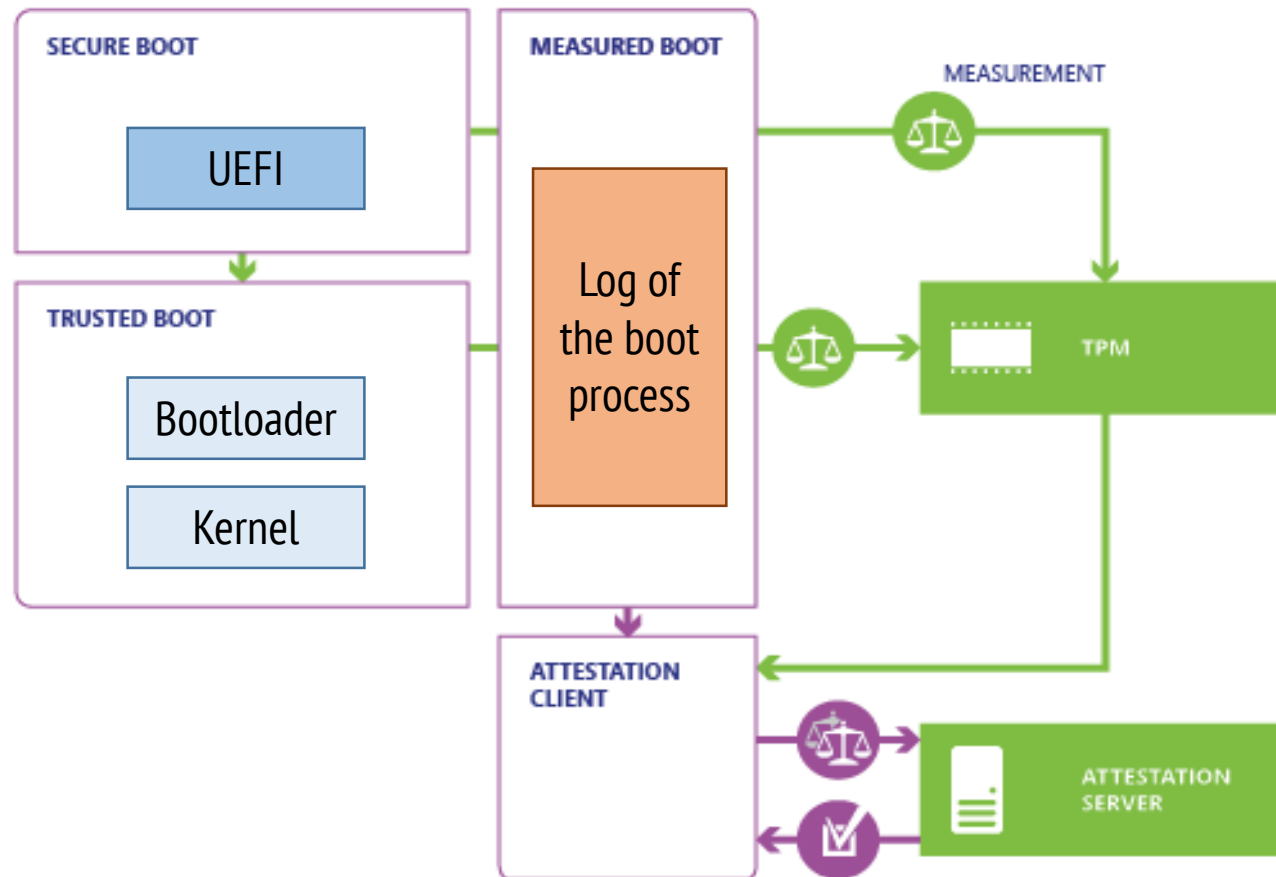 SECURE BOOT
UEFI
TRUSTED BOOT
Bootloader
Kernel
MEASURED BOOT
Log of
the boot
process
MEASUREMENT
TPM
ATTESTATION
CLIENT
ATTESTATION
SERVER